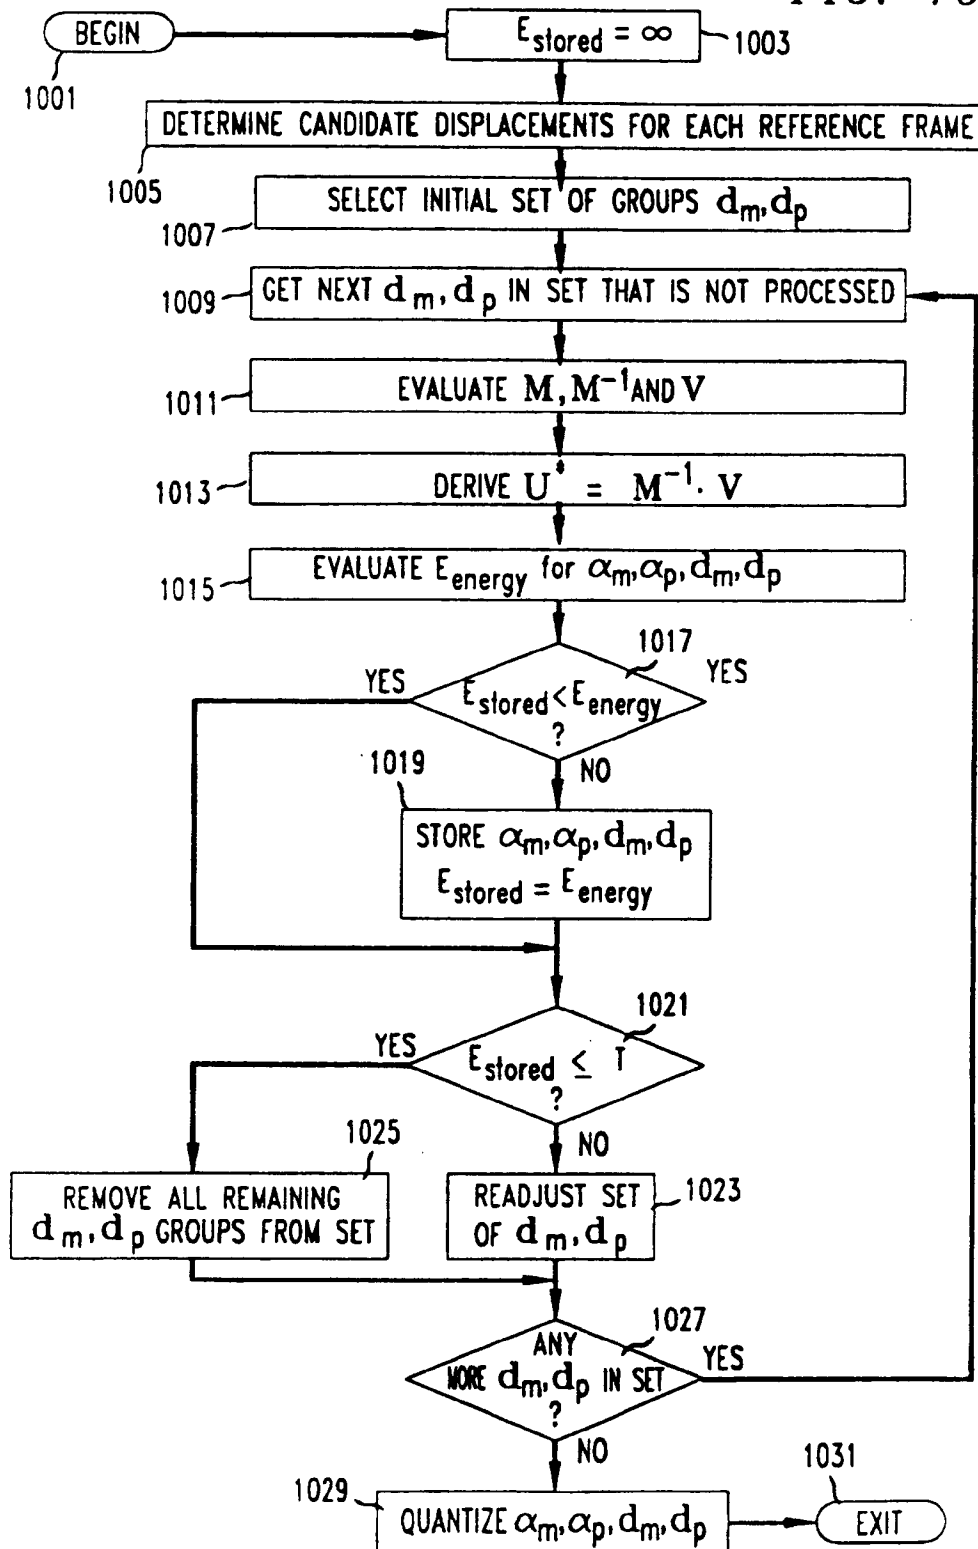 BEGIN
1001
E_stored = ∞
1003
DETERMINE CANDIDATE DISPLACEMENTS FOR EACH REFERENCE FRAME
1005
SELECT INITIAL SET OF GROUPS d_m, d_p
1007
GET NEXT d_m, d_p IN SET THAT IS NOT PROCESSED
1009
EVALUATE M, M⁻¹ AND V
1011
DERIVE U* = M⁻¹ · V
1013
EVALUATE E_energy for α_m, α_p, d_m, d_p
1015
1017
YES
YES
E_stored < E_energy
?
NO
1019
STORE α_m, α_p, d_m, d_p
E_stored = E_energy
1021
YES
E_stored ≤ T
?
NO
1025
REMOVE ALL REMAINING
d_m, d_p GROUPS FROM SET
READJUST SET
OF d_m, d_p
1023
1027
ANY
MORE d_m, d_p IN SET
?
YES
NO
1029
QUANTIZE α_m, α_p, d_m, d_p
1031
EXIT